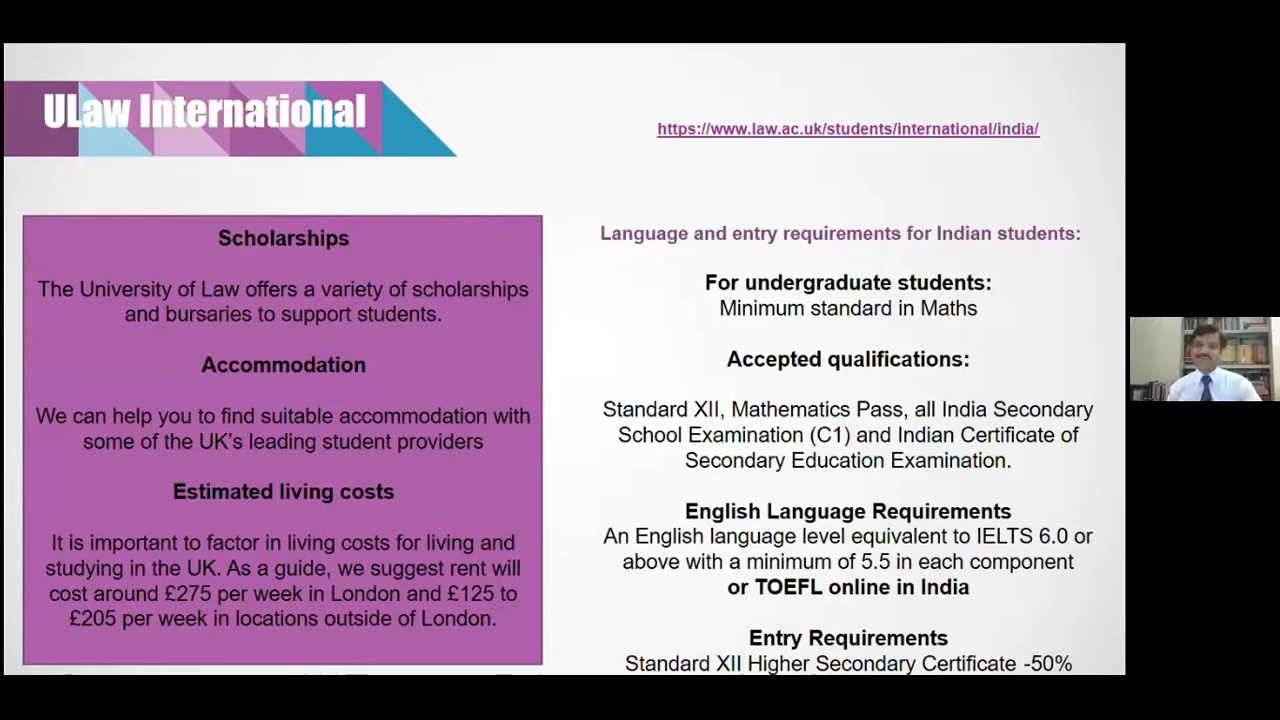 ULaw International
https://www.law.ac.uk/students/international/india/
Scholarships
The University of Law offers a variety of scholarships
and bursaries to support students.
Accommodation
We can help you to find suitable accommodation with
some of the UK's leading student providers
Estimated living costs
It is important to factor in living costs for living and
studying in the UK. As a guide, we suggest rent will
cost around £275 per week in London and £125 to
£205 per week in locations outside of London.
Language and entry requirements for Indian students:
For undergraduate students:
Minimum standard in Maths
Accepted qualifications:
Standard XII, Mathematics Pass, all India Secondary
School Examination (C1) and Indian Certificate of
Secondary Education Examination.
English Language Requirements
An English language level equivalent to IELTS 6.0 or
above with a minimum of 5.5 in each component
or TOEFL online in India
Entry Requirements
Standard XII Higher Secondary Certificate -50%